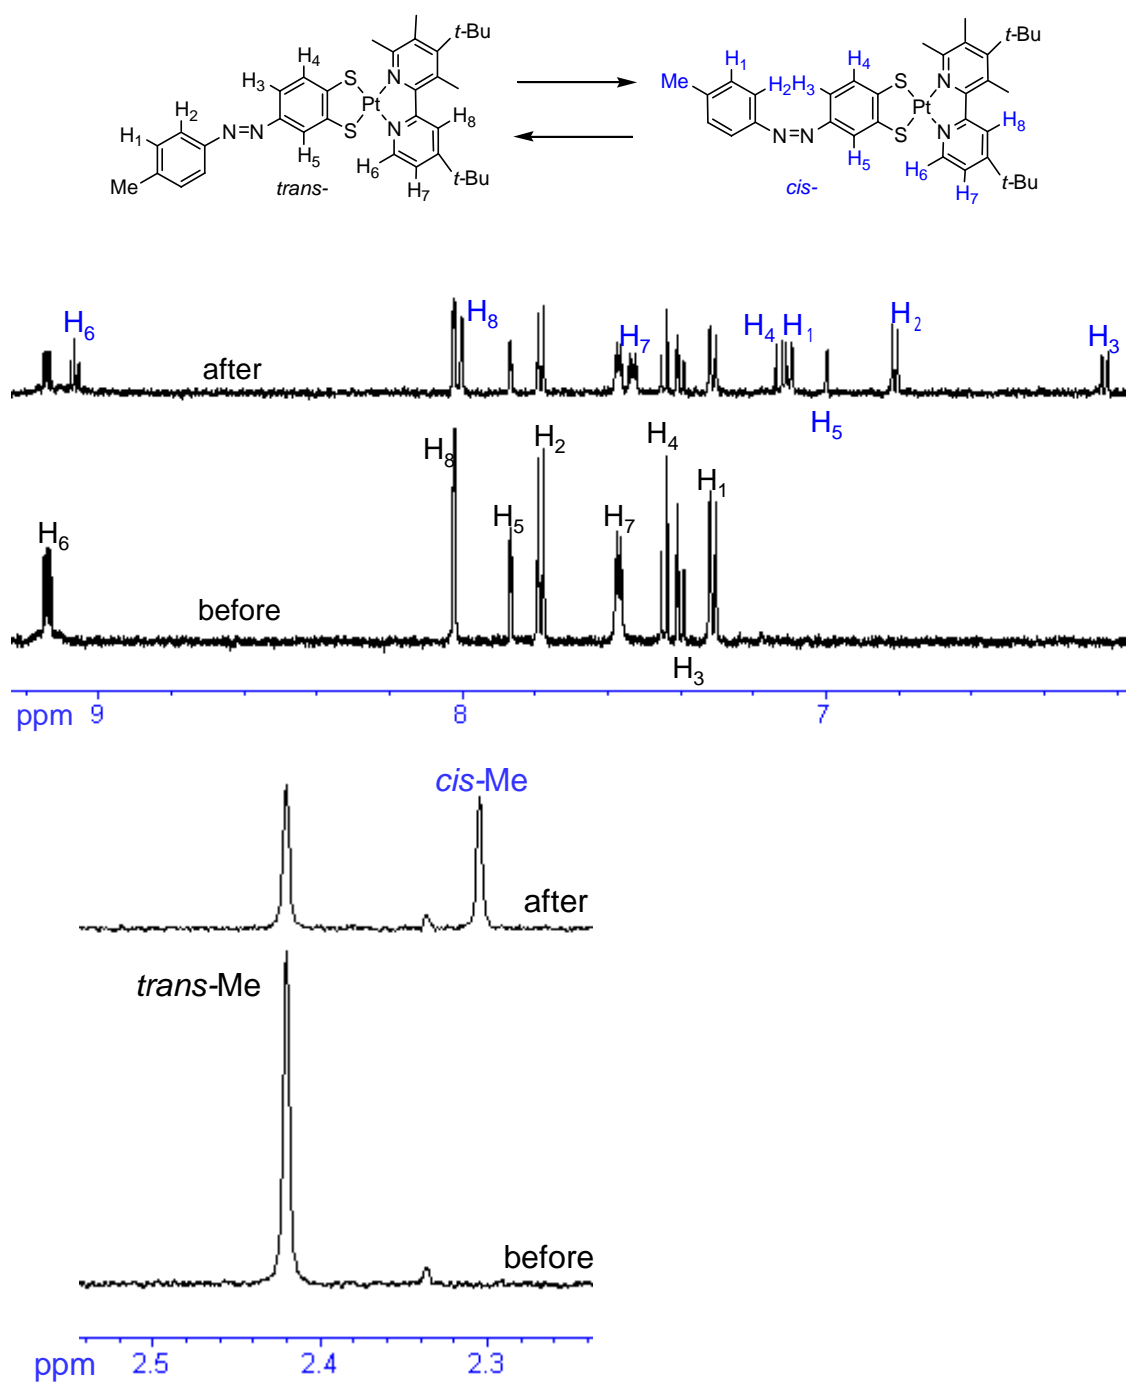 t-Bu
H4
S
N
H3
Pt
H2
N=N
S
N
H8
H1
H5
H6
t-Bu
Me
trans-
H7
t-Bu
H1
H4
S
N
Me
H2H3
Pt
S
N
H8
N=N
H5
H6
cis-
t-Bu
H7
H6
H8
H7
H4
H1
H2
H3
after
H5
H8
H2
H4
H1
H6
H5
H7
before
H3
ppm 9 8 7
cis-Me
after
trans-Me
before
ppm 2.5 2.4 2.3